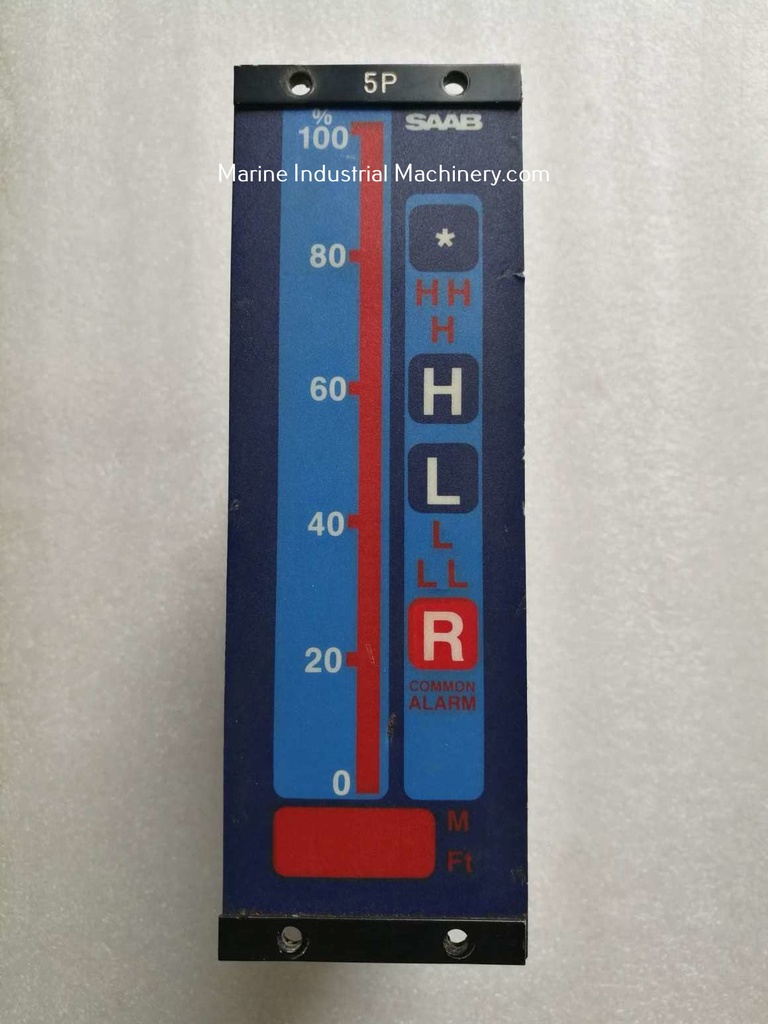 5P
%
SAAB
100
Marine Industrial Machinery.com
80
*
HH
H
60
H
L
40
L
LL
20
R
COMMON
ALARM
0
M
Ft